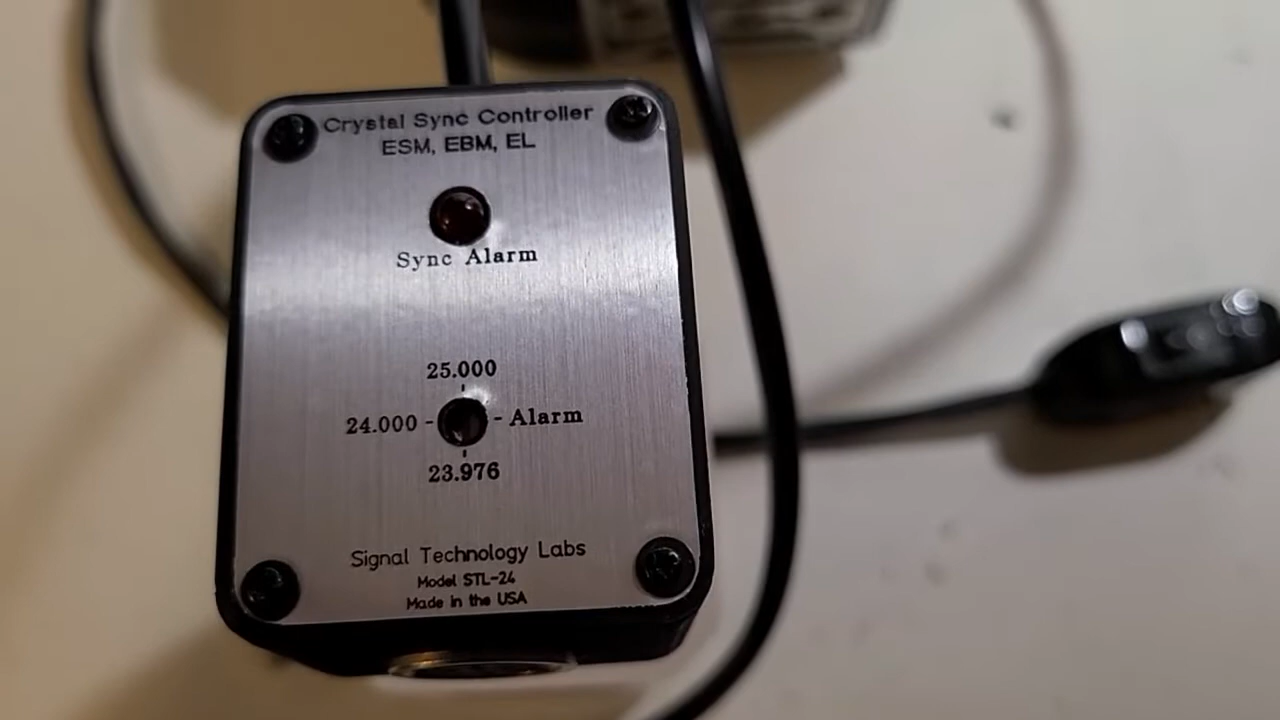 Crystal Sync Controller
ESM, EBM, EL
Sync Alarm
25.000
24.000 - - Alarm
23.976
Signal Technology Labs
Model STL-24
Made in the USA